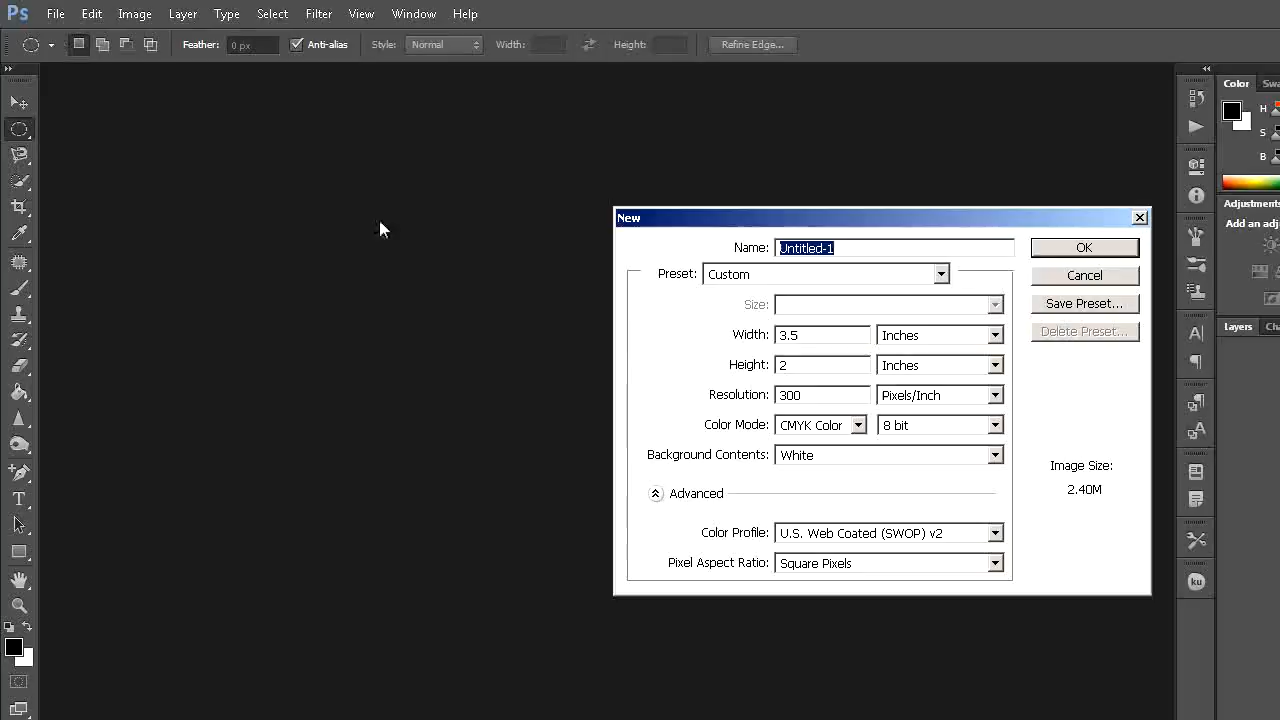 Ps File Edit Image Layer Type Select Filter View Window Help
Feather: 0 px Anti-alias Style: Normal Width: Height: Refine Edge...
Color
H
S
B
New
Name: Untitled-1 OK
Preset: Custom Cancel
Size: Save Preset...
Width: 3.5 Inches Delete Preset...
Height: 2 Inches
Resolution: 300 Pixels/Inch
Color Mode: CMYK Color 8 bit
Background Contents: White
Image Size:
2.40M
Advanced
Color Profile: U.S. Web Coated (SWOP) v2
Pixel Aspect Ratio: Square Pixels
Adjustments
Add an adj
Layers
T
A
ku